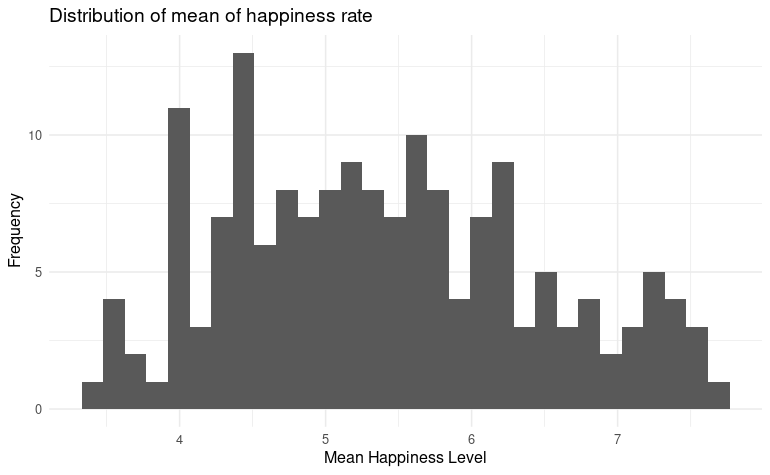 Distribution of mean of happiness rate
10
5
0
Frequency
4 5 6 7
Mean Happiness Level